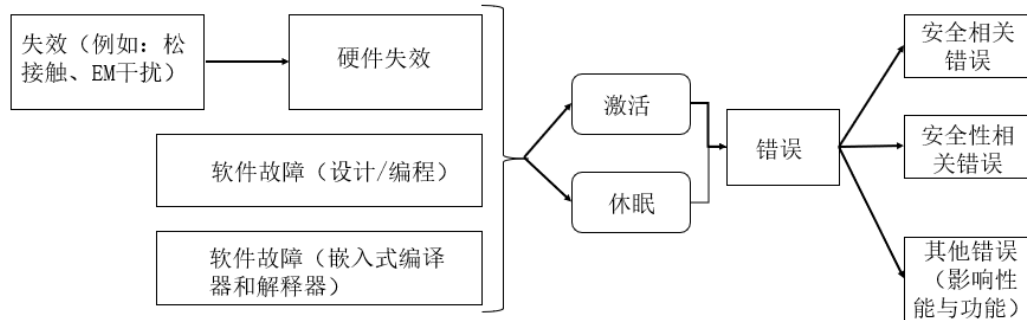 失效（例如：松
接触、EM干扰）
硬件失效
软件故障（设计/编程）
软件故障（嵌入式编译
器和解释器）
激活
休眠
错误
安全相关
错误
安全性相
关错误
其他错误
（影响性
能与功能）